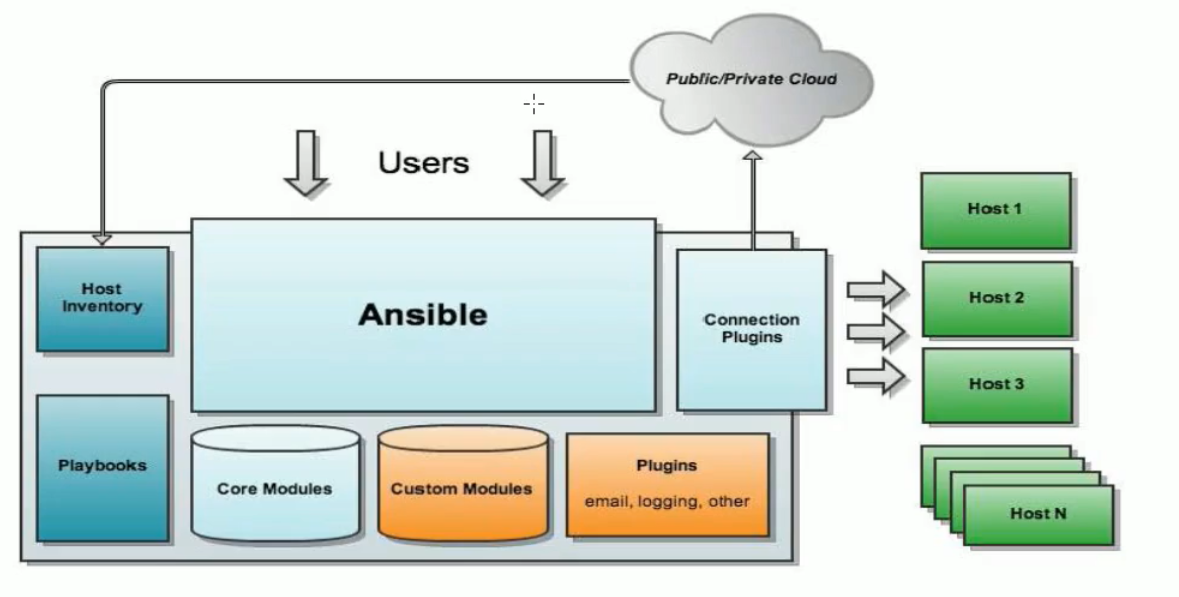 Public/Private Cloud
Users
Host
Inventory
Ansible
Connection
Plugins
Host 1
Host 2
Host 3
Host N
Playbooks
Core Modules
Custom Modules
Plugins
email, logging, other